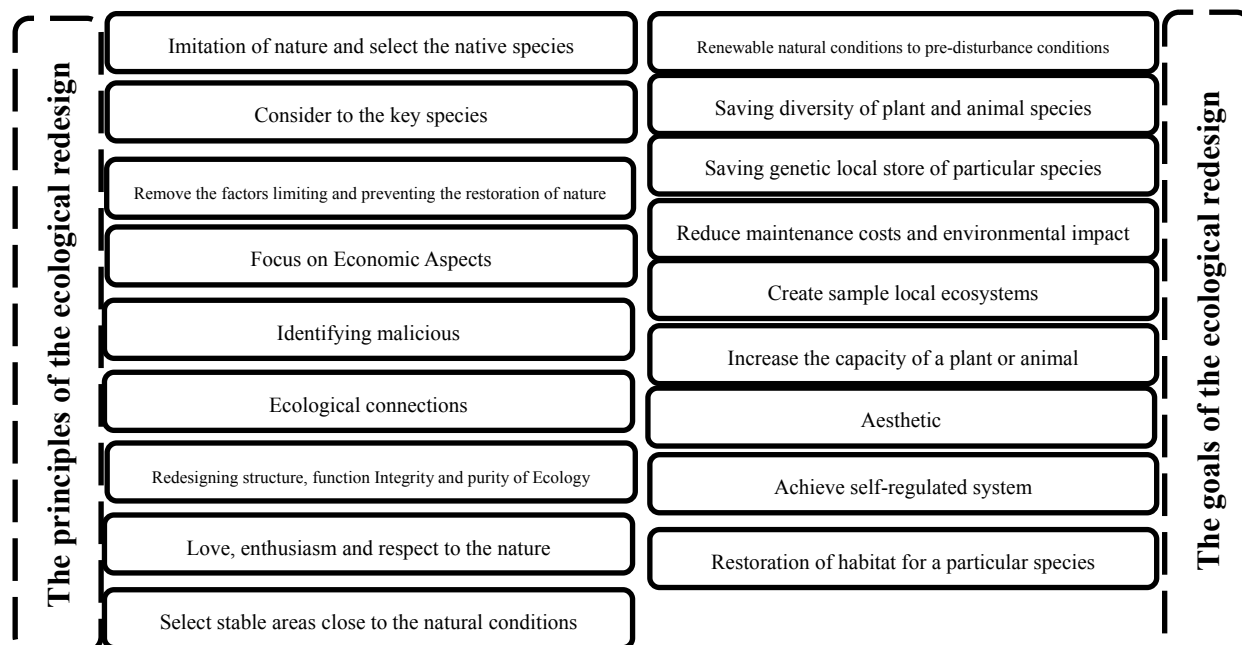 The principles of the ecological redesign
Imitation of nature and select the native species
Consider to the key species
Remove the factors limiting and preventing the restoration of nature
Focus on Economic Aspects
Identifying malicious
Ecological connections
Redesigning structure, function Integrity and purity of Ecology
Love, enthusiasm and respect to the nature
Select stable areas close to the natural conditions
Renewable natural conditions to pre-disturbance conditions
Saving diversity of plant and animal species
Saving genetic local store of particular species
Reduce maintenance costs and environmental impact
Create sample local ecosystems
Increase the capacity of a plant or animal
Aesthetic
Achieve self-regulated system
Restoration of habitat for a particular species
The goals of the ecological redesign